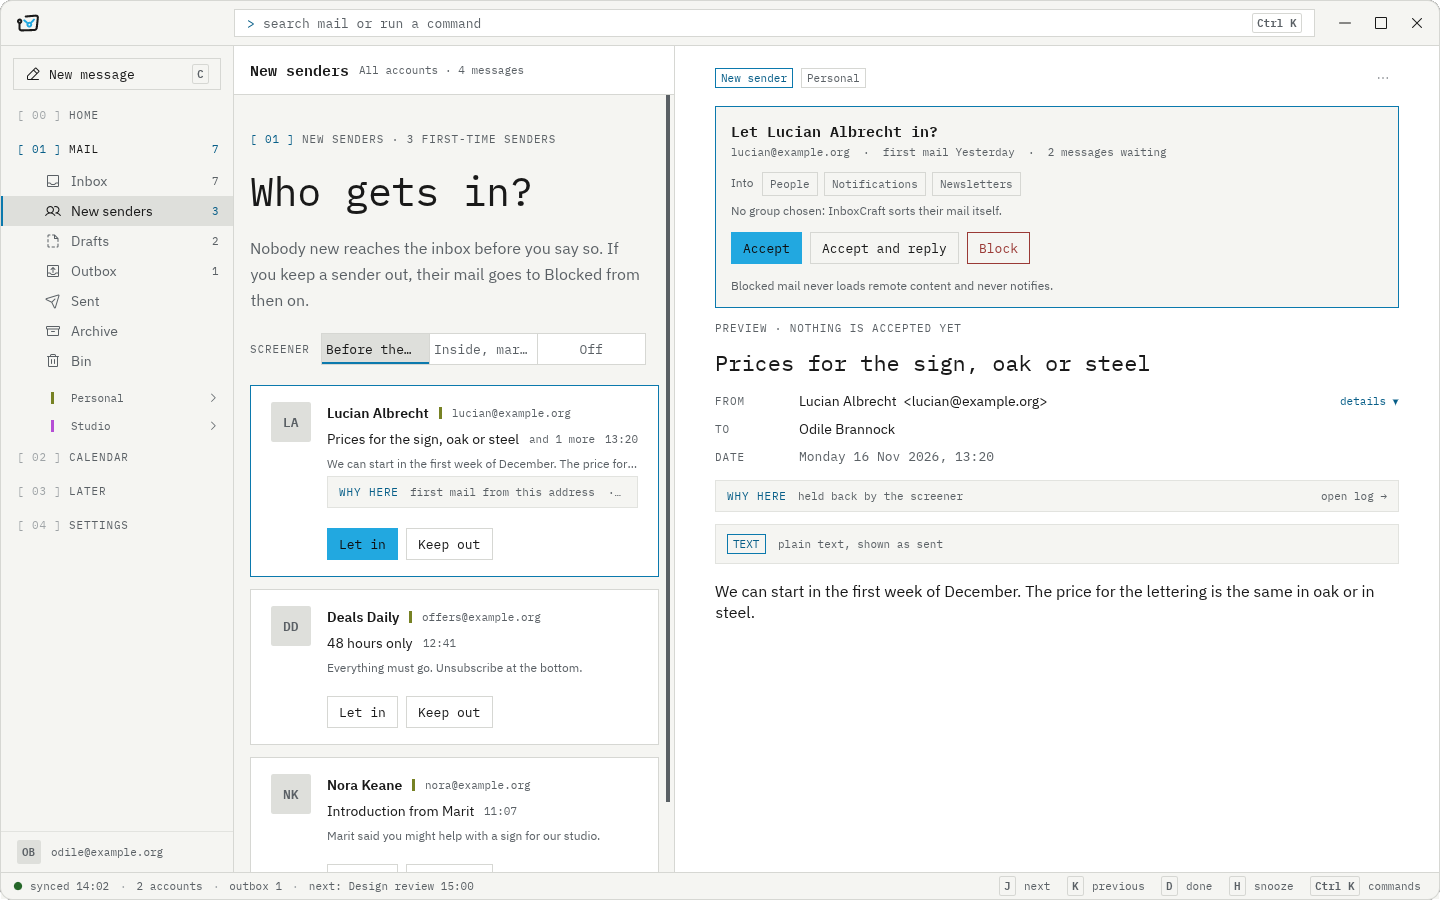 > search mail or run a command
Ctrl K
New message
C
[ 00 ] HOME
[ 01 ] MAIL 7
Inbox 7
New senders 3
Drafts 2
Outbox 1
Sent
Archive
Bin
Personal
Studio
[ 02 ] CALENDAR
[ 03 ] LATER
[ 04 ] SETTINGS
OB odile@example.org
New senders All accounts · 4 messages
[ 01 ] NEW SENDERS · 3 FIRST-TIME SENDERS
Who gets in?
Nobody new reaches the inbox before you say so. If
you keep a sender out, their mail goes to Blocked from
then on.
SCREENER Before the… Inside, mar… Off
LA Lucian Albrecht lucian@example.org
Prices for the sign, oak or steel and 1 more 13:20
We can start in the first week of December. The price for…
WHY HERE first mail from this address ·…
Let in Keep out
DD Deals Daily offers@example.org
48 hours only 12:41
Everything must go. Unsubscribe at the bottom.
Let in Keep out
NK Nora Keane nora@example.org
Introduction from Marit 11:07
Marit said you might help with a sign for our studio.
New sender Personal ···
Let Lucian Albrecht in?
lucian@example.org · first mail Yesterday · 2 messages waiting
Into People Notifications Newsletters
No group chosen: InboxCraft sorts their mail itself.
Accept Accept and reply Block
Blocked mail never loads remote content and never notifies.
PREVIEW · NOTHING IS ACCEPTED YET
Prices for the sign, oak or steel
FROM Lucian Albrecht <lucian@example.org> details ▾
TO Odile Brannock
DATE Monday 16 Nov 2026, 13:20
WHY HERE held back by the screener open log →
TEXT plain text, shown as sent
We can start in the first week of December. The price for the lettering is the same in oak or in
steel.
synced 14:02 · 2 accounts · outbox 1 · next: Design review 15:00
J next K previous D done H snooze Ctrl K commands